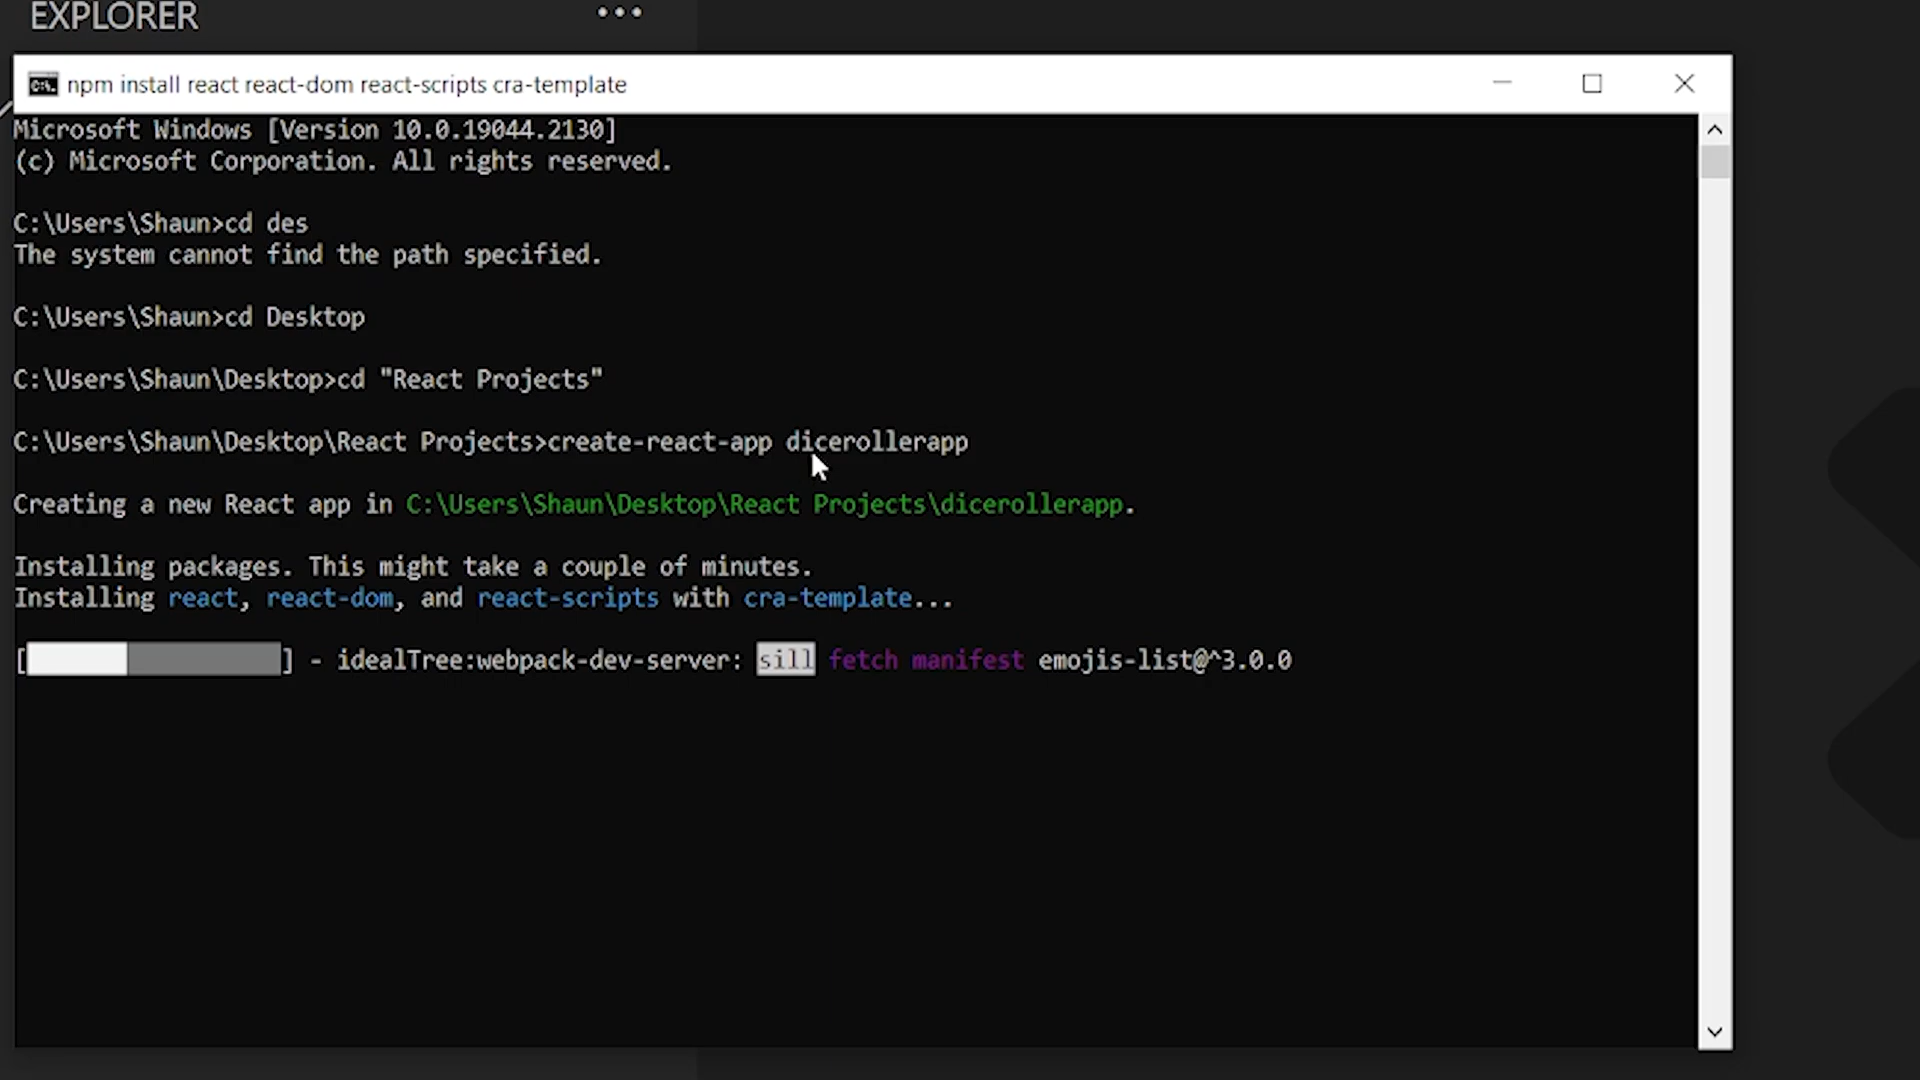 EXPLORER
npm install react react-dom react-scripts cra-template
Microsoft Windows [Version 10.0.19044.2130]
(c) Microsoft Corporation. All rights reserved.
C:\Users\Shaun>cd des
The system cannot find the path specified.
C:\Users\Shaun>cd Desktop
C:\Users\Shaun\Desktop>cd "React Projects"
C:\Users\Shaun\Desktop\React Projects>create-react-app dicerollerapp
Creating a new React app in C:\Users\Shaun\Desktop\React Projects\dicerollerapp.
Installing packages. This might take a couple of minutes.
Installing react, react-dom, and react-scripts with cra-template...
[ ] - idealTree:webpack-dev-server: sill fetch manifest emojis-list@^3.0.0